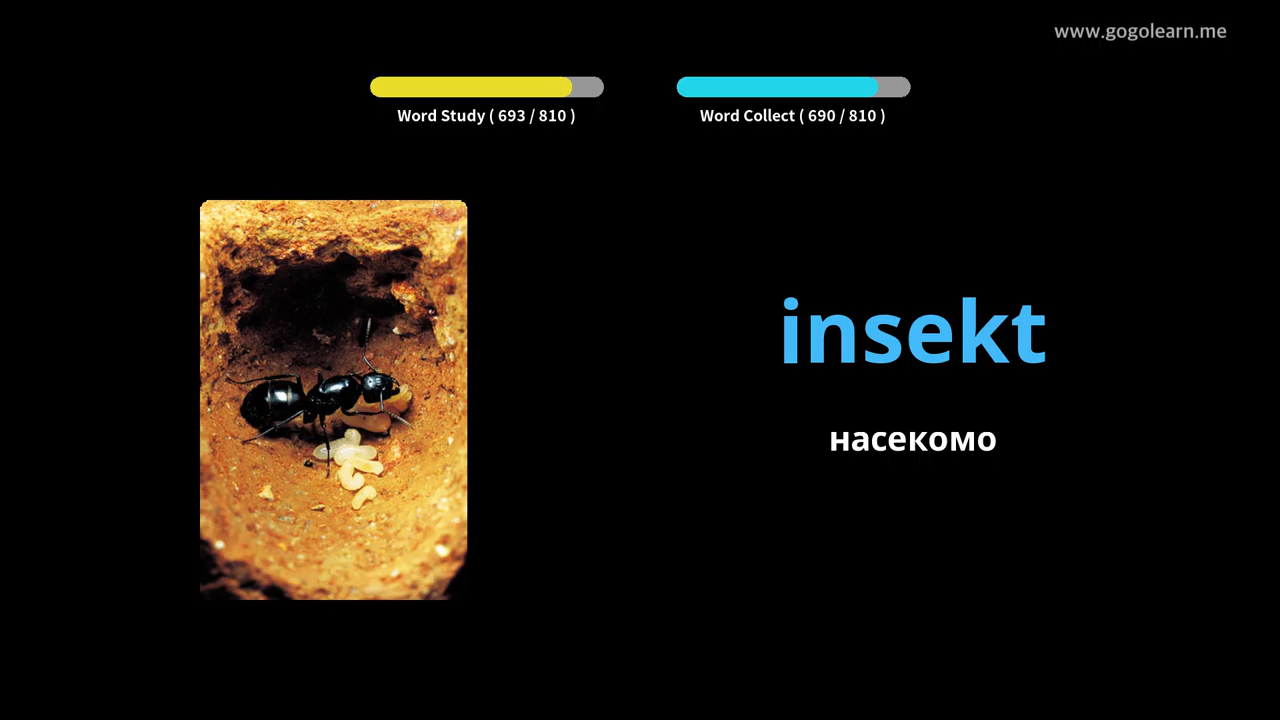 www.gogolearn.me
Word Study ( 693 / 810 )
Word Collect ( 690 / 810 )
insekt
насекомо